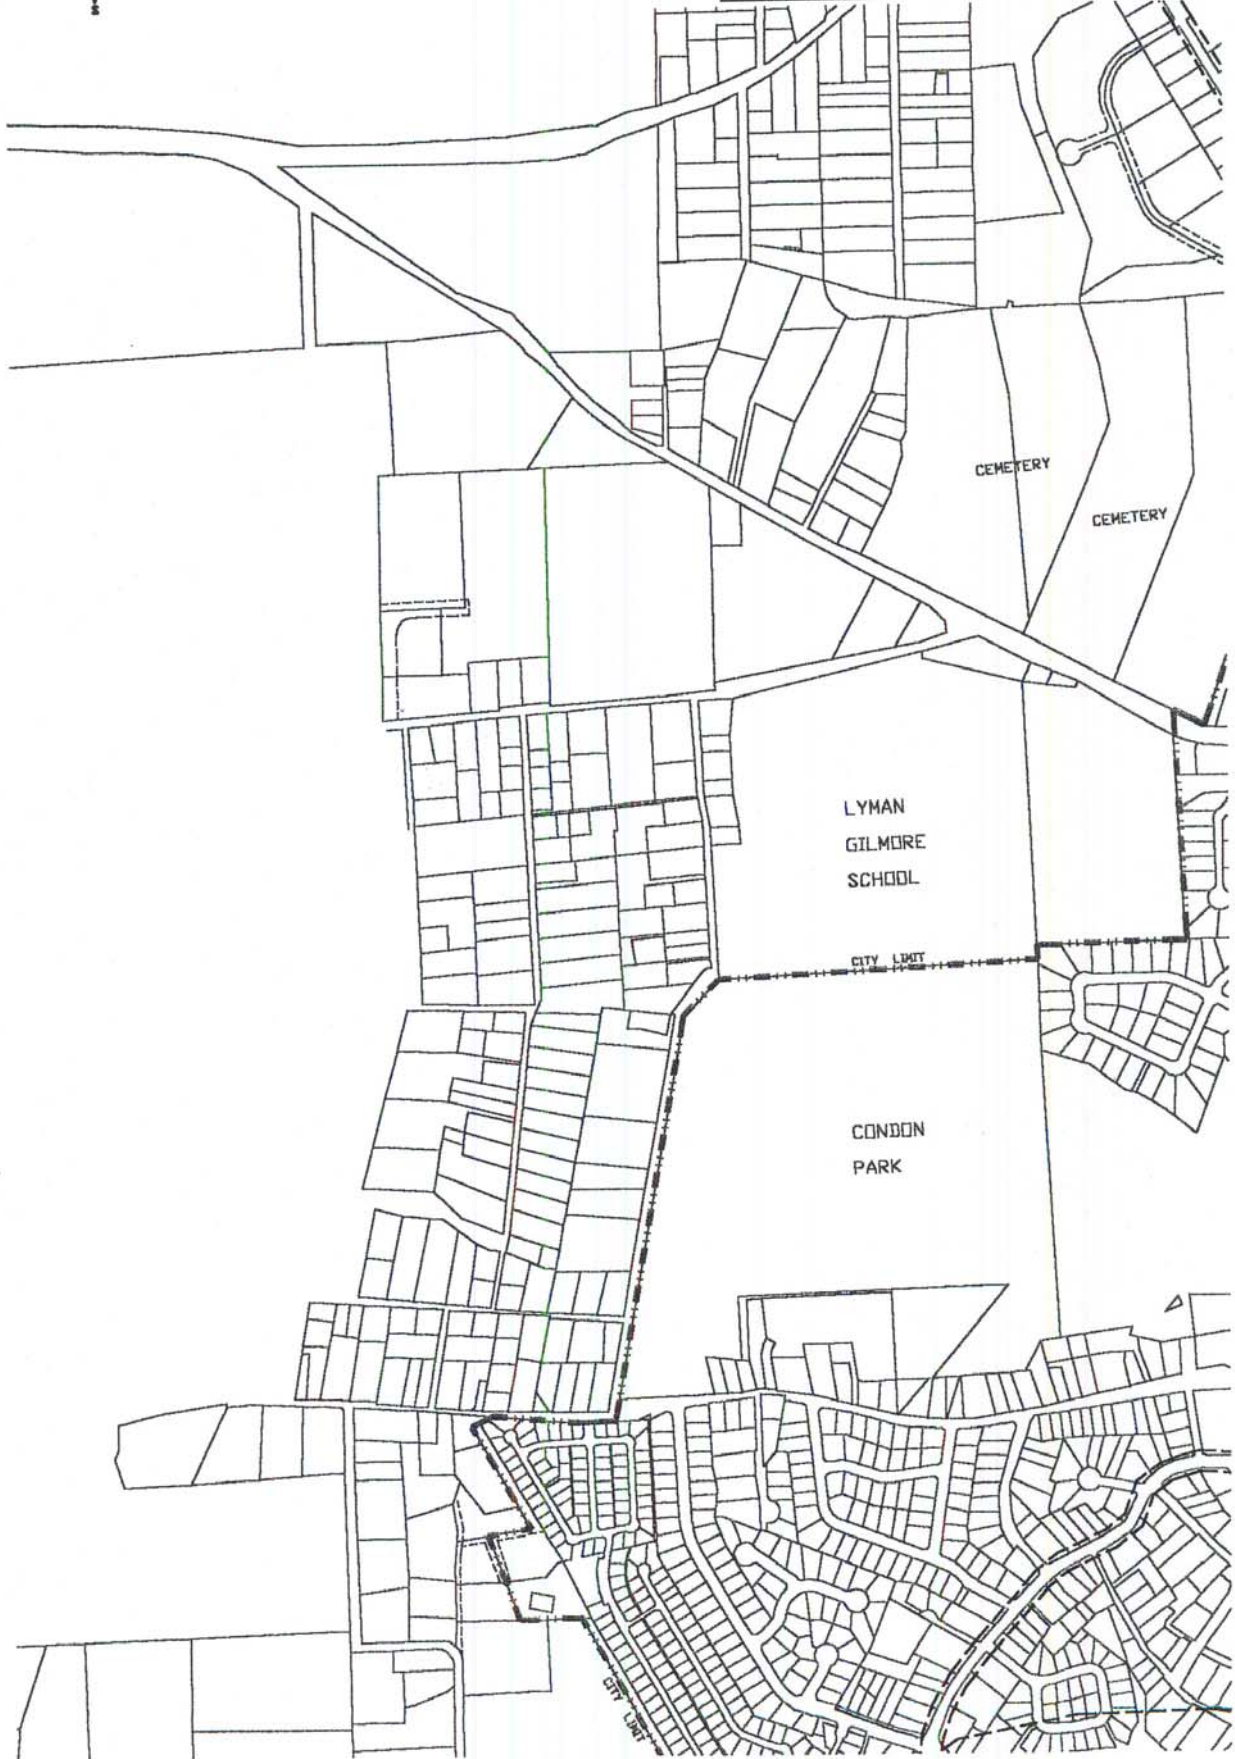 CEMETERY
CEMETERY
LYMAN
GILMORE
SCHOOL
CITY LIMIT
CONDON
PARK
CITY LIMIT